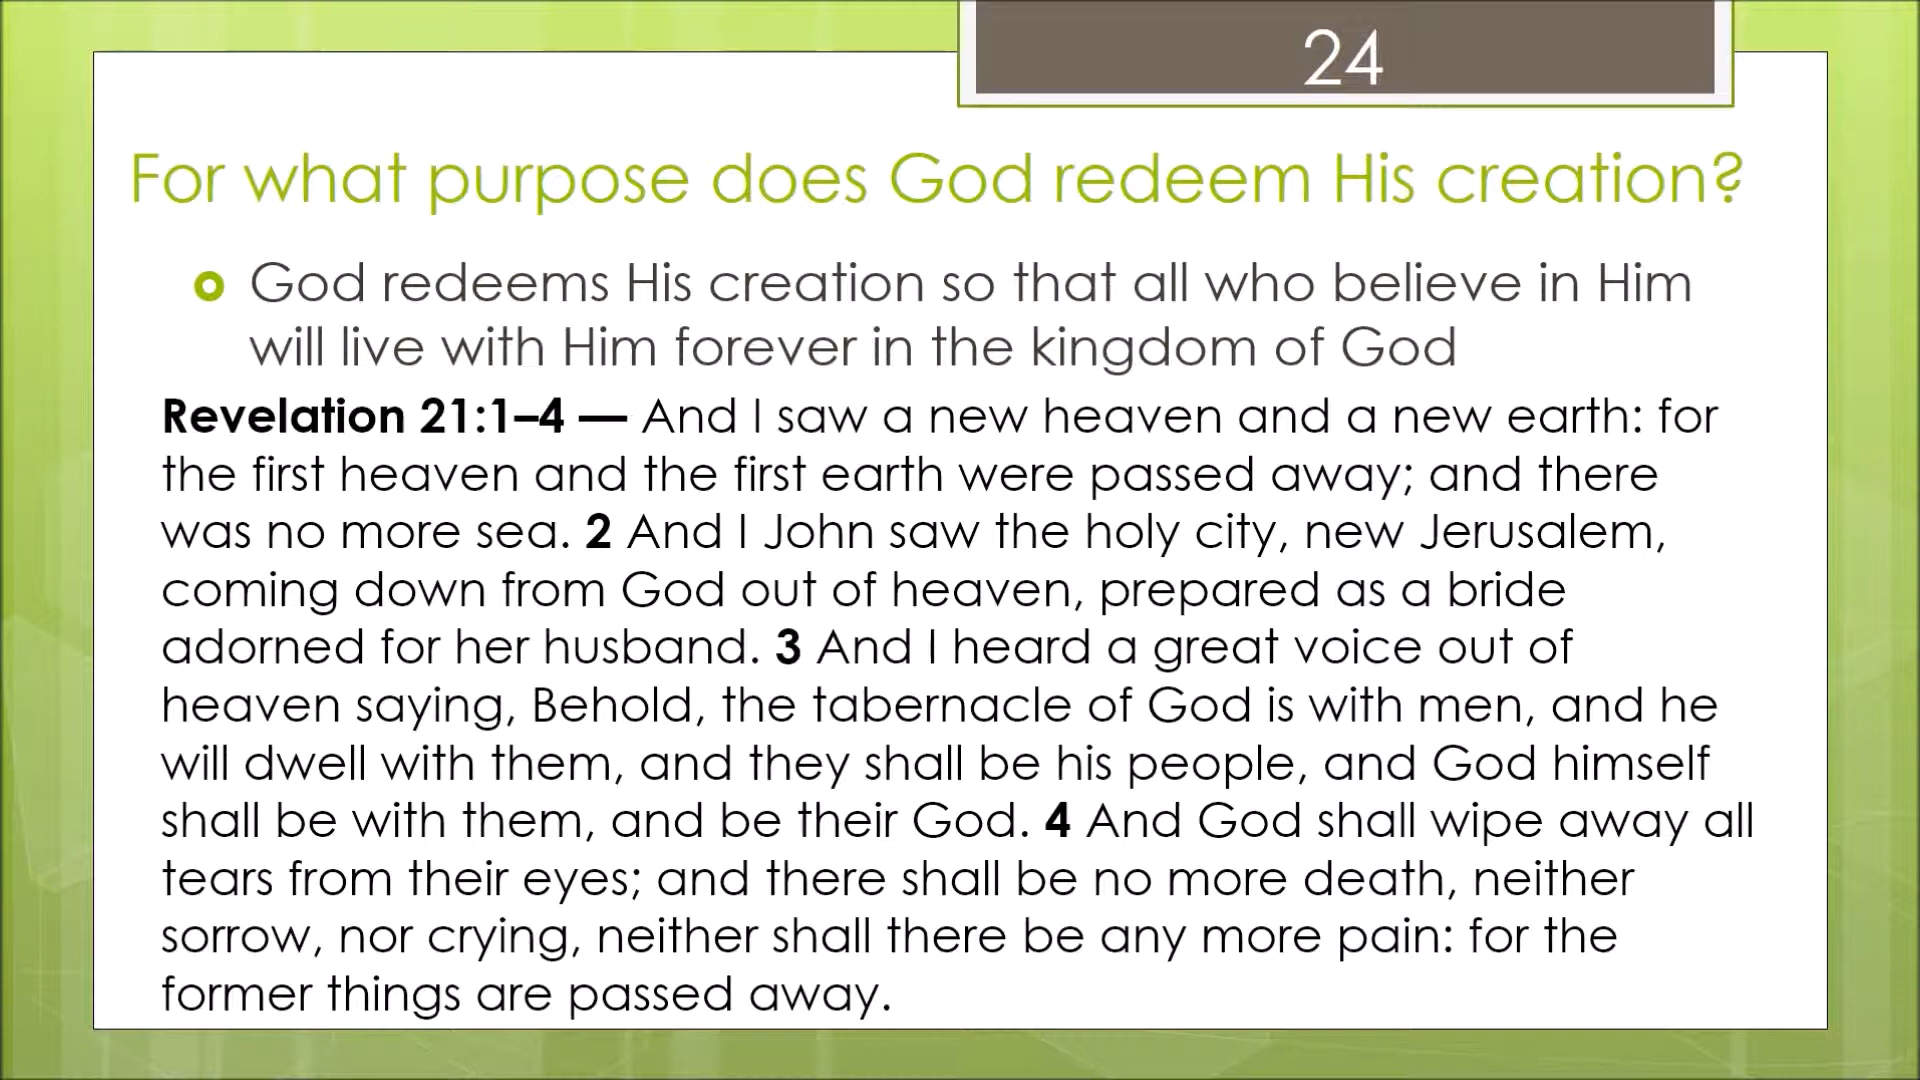 24
For what purpose does God redeem His creation?
God redeems His creation so that all who believe in Him
will live with Him forever in the kingdom of God
Revelation 21:1–4 — And I saw a new heaven and a new earth: for
the first heaven and the first earth were passed away; and there
was no more sea. 2 And I John saw the holy city, new Jerusalem,
coming down from God out of heaven, prepared as a bride
adorned for her husband. 3 And I heard a great voice out of
heaven saying, Behold, the tabernacle of God is with men, and he
will dwell with them, and they shall be his people, and God himself
shall be with them, and be their God. 4 And God shall wipe away all
tears from their eyes; and there shall be no more death, neither
sorrow, nor crying, neither shall there be any more pain: for the
former things are passed away.